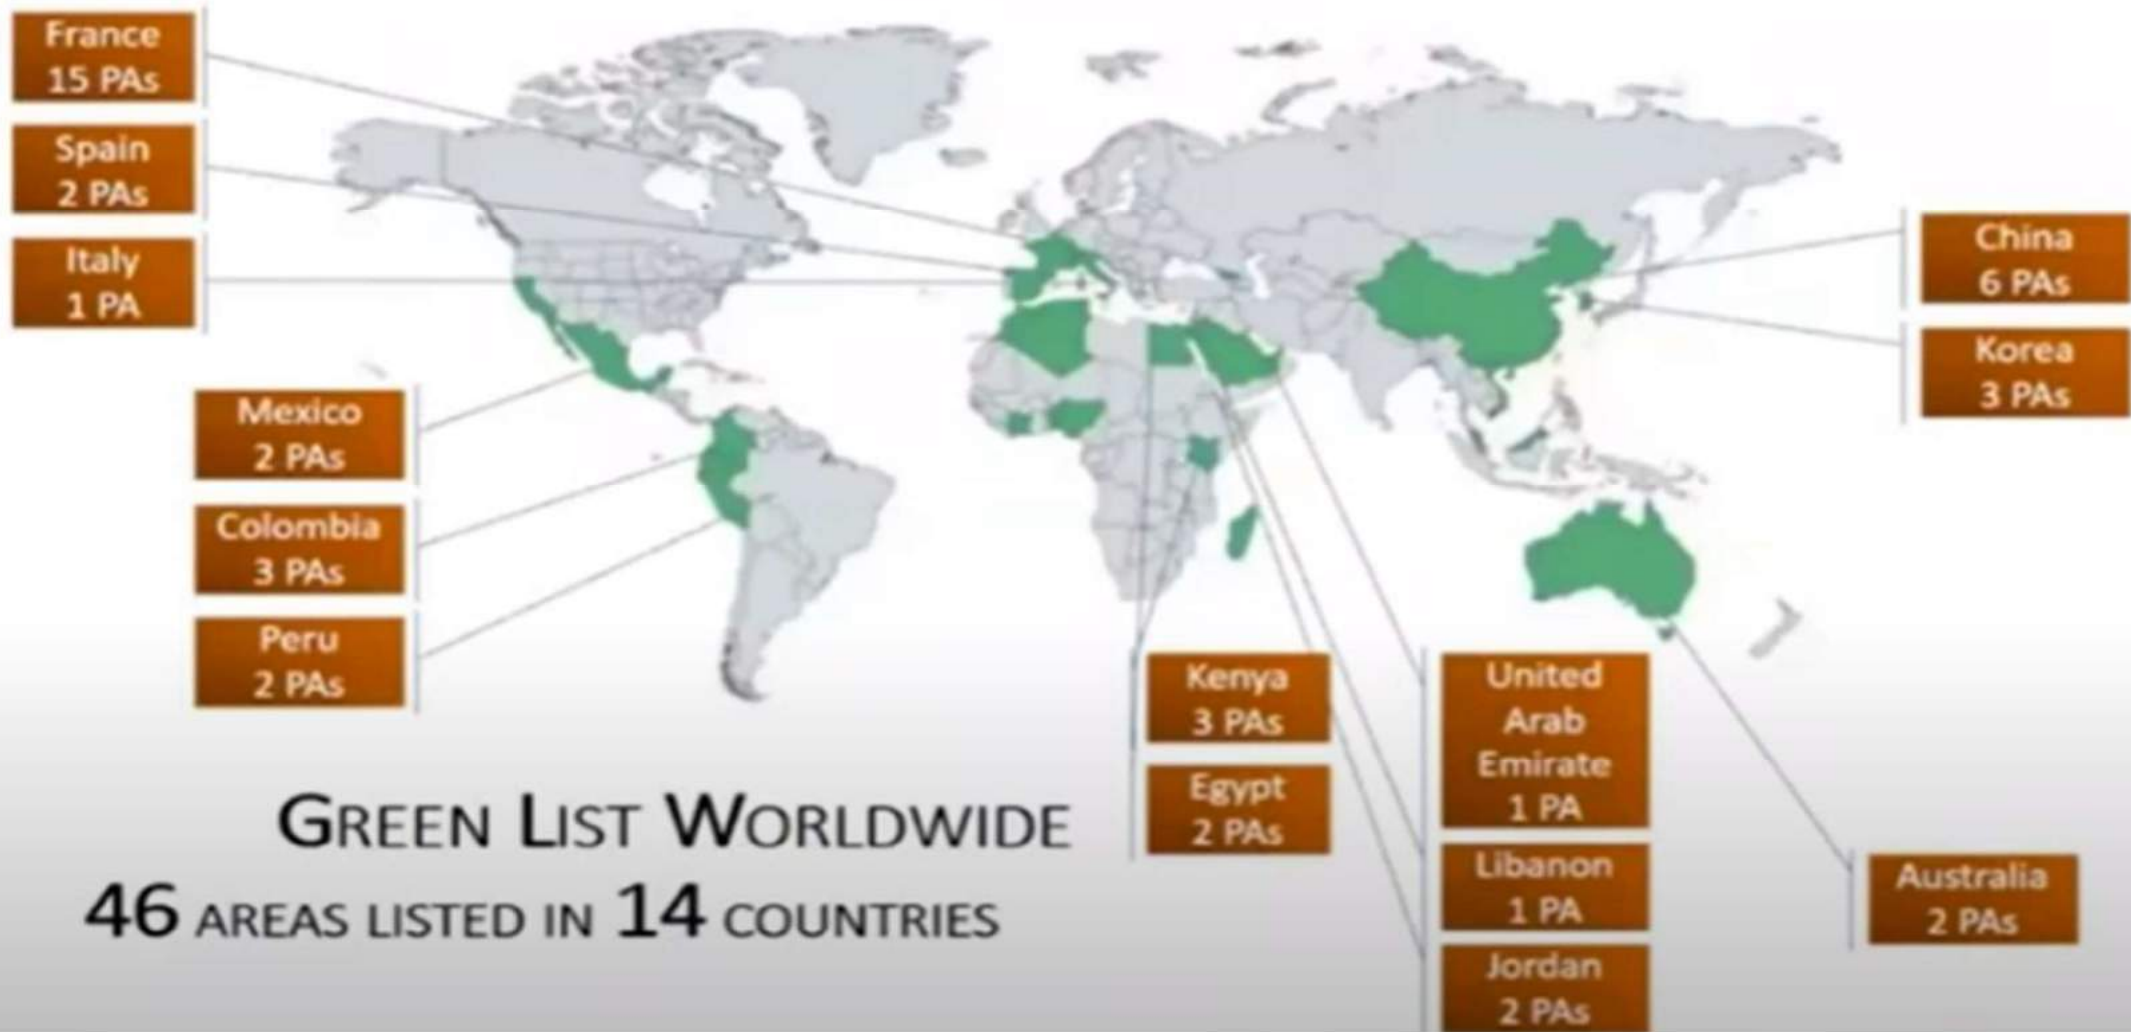 France
15 PAs
Spain
2 PAs
Italy
1 PA
Mexico
2 PAs
Colombia
3 PAs
Peru
2 PAs
China
6 PAs
Korea
3 PAs
Kenya
3 PAs
Egypt
2 PAs
United
Arab
Emirate
1 PA
Libanon
1 PA
Jordan
2 PAs
Australia
2 PAs
GREEN LIST WORLDWIDE
46 AREAS LISTED IN 14 COUNTRIES